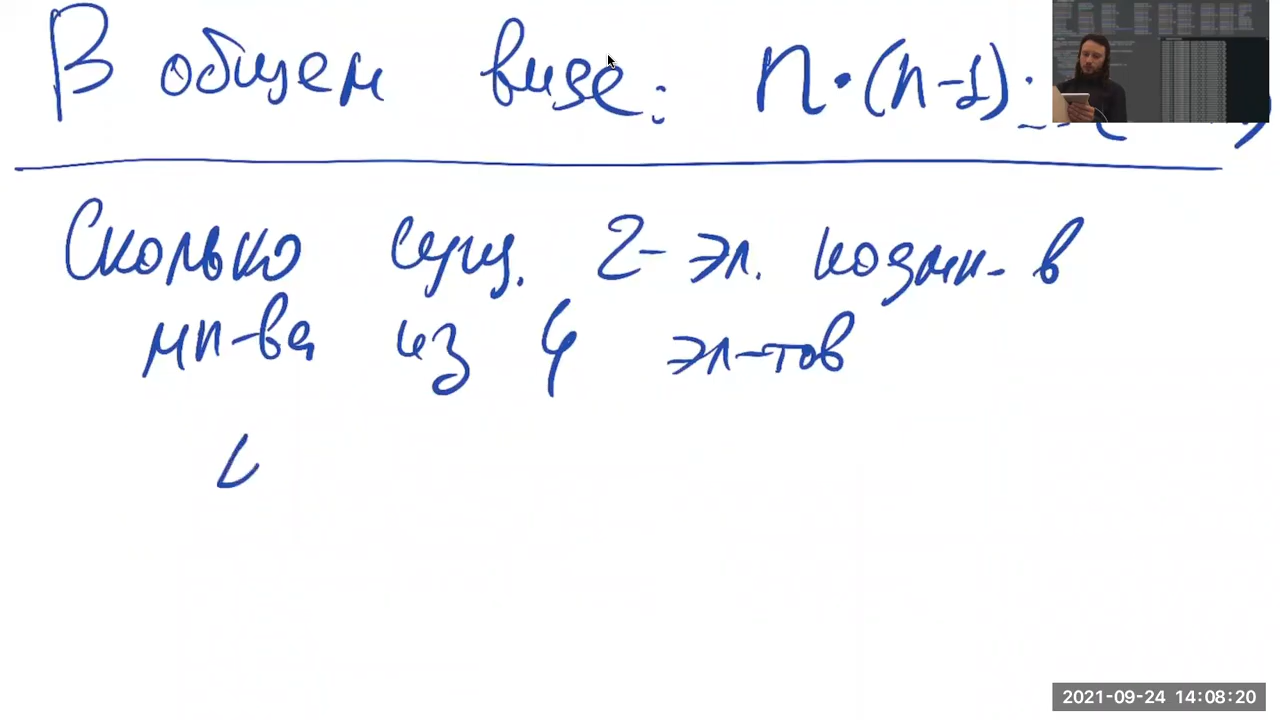 В общем виде: n·(n-1)·...
Сколько сущ. 2-эл. подмн-в
мн-ва из 4 эл-тов
2021-09-24 14:08:20